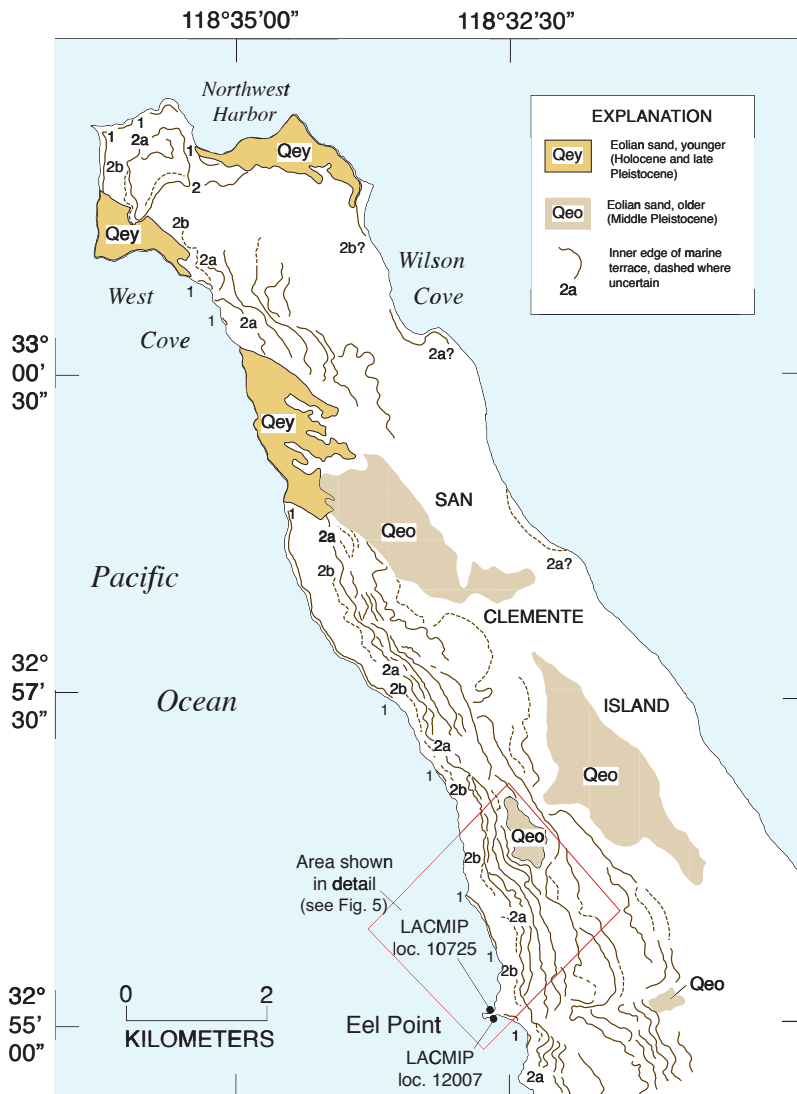 118°35’00” 118°32’30”
Northwest
Harbor
EXPLANATION
Qey
Eolian sand, younger
(Holocene and late
Pleistocene)
Qeo
Eolian sand, older
(Middle Pleistocene)
2a
Inner edge of marine
terrace, dashed where
uncertain
1
1
2a
1
2b
2
Qey
Qey
2b
2b?
2a
Wilson
Cove
West
Cove
1
1
2a
2a?
33°
00’
30”
Qey
SAN
1
Qeo
2a
2b
2a?
Pacific
CLEMENTE
32°
57’
30”
2a
2b
1
Ocean
ISLAND
2a
1
2b
Qeo
Qeo
2b
Area shown
in detail
(see Fig. 5)
1
2a
LACMIP
loc. 10725
1
2b
Qeo
32°
55’
00”
0 2
KILOMETERS
Eel Point
1
LACMIP
loc. 12007
2a